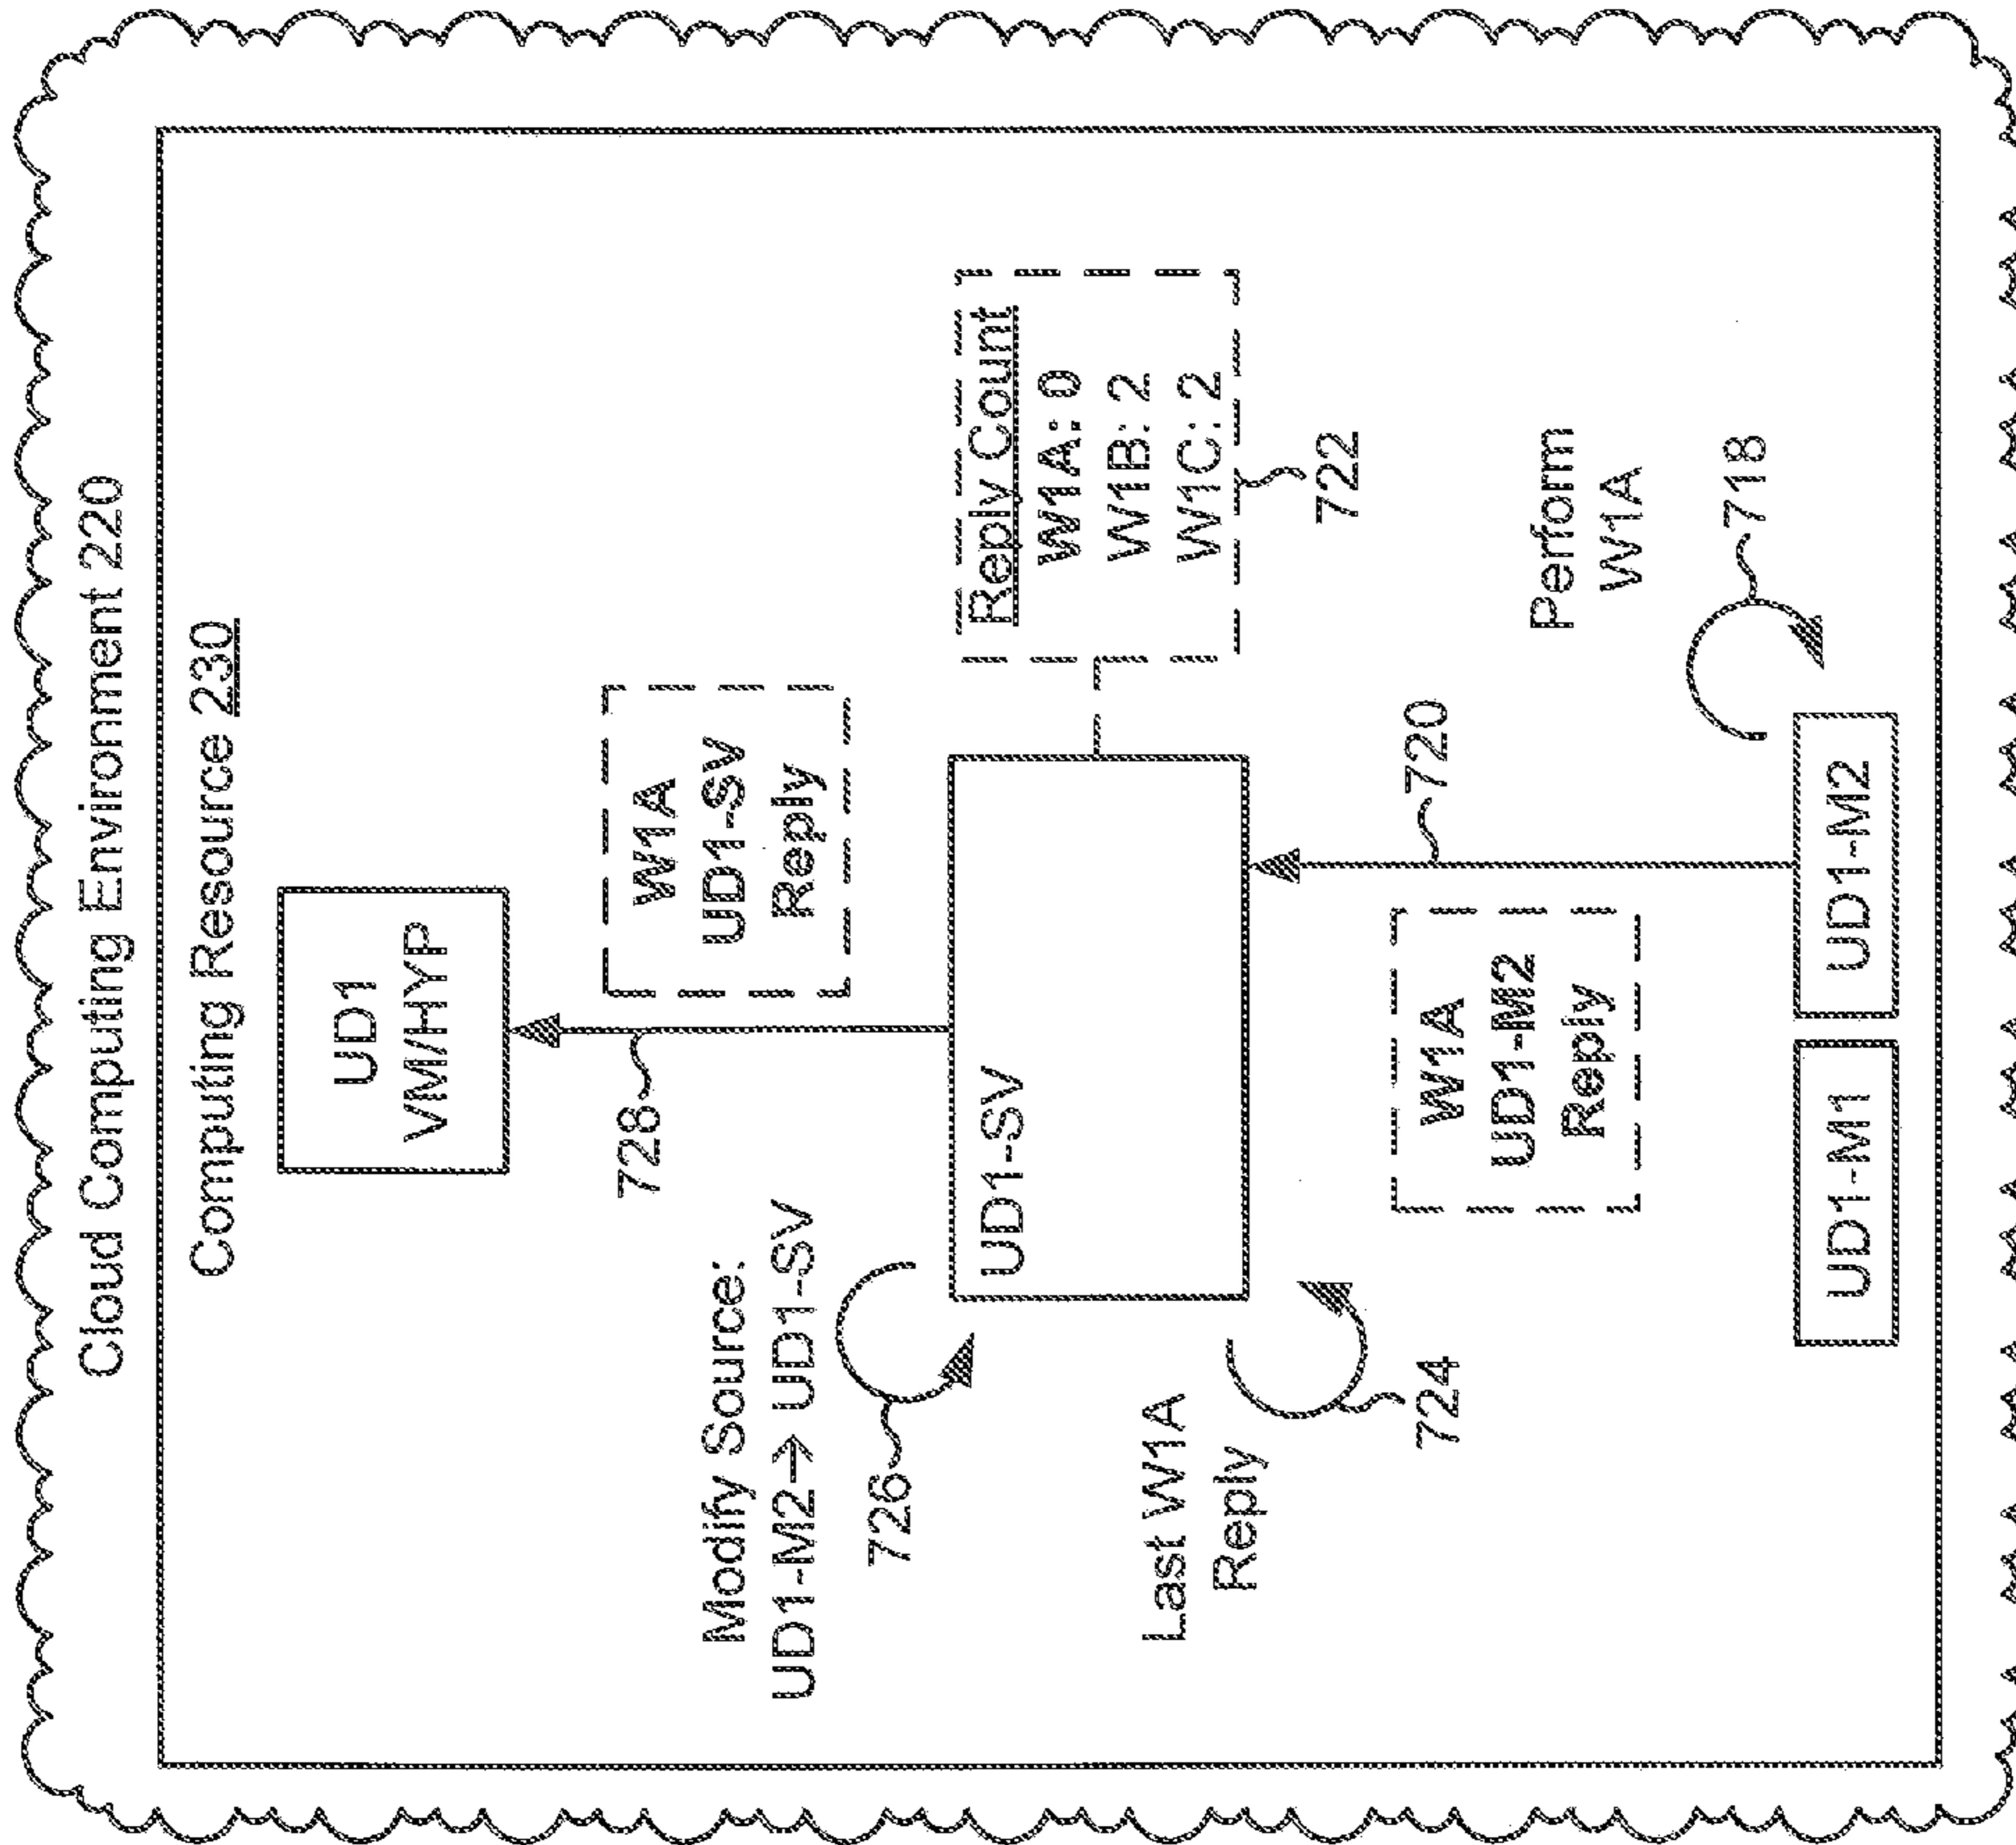 Cloud Computing Environment 220
Computing Resource 230
UD1
VM/HYP
728
W1A
UD1-SV
Reply
Modify Source:
UD1-M2→ UD1-SV
726
UD1-SV
Reply Count
W1A: 0
W1B: 2
W1C: 2
722
Last W1A
Reply
724
W1A
UD1-M2
Reply
720
Perform
W1A
718
UD1-M1
UD1-M2